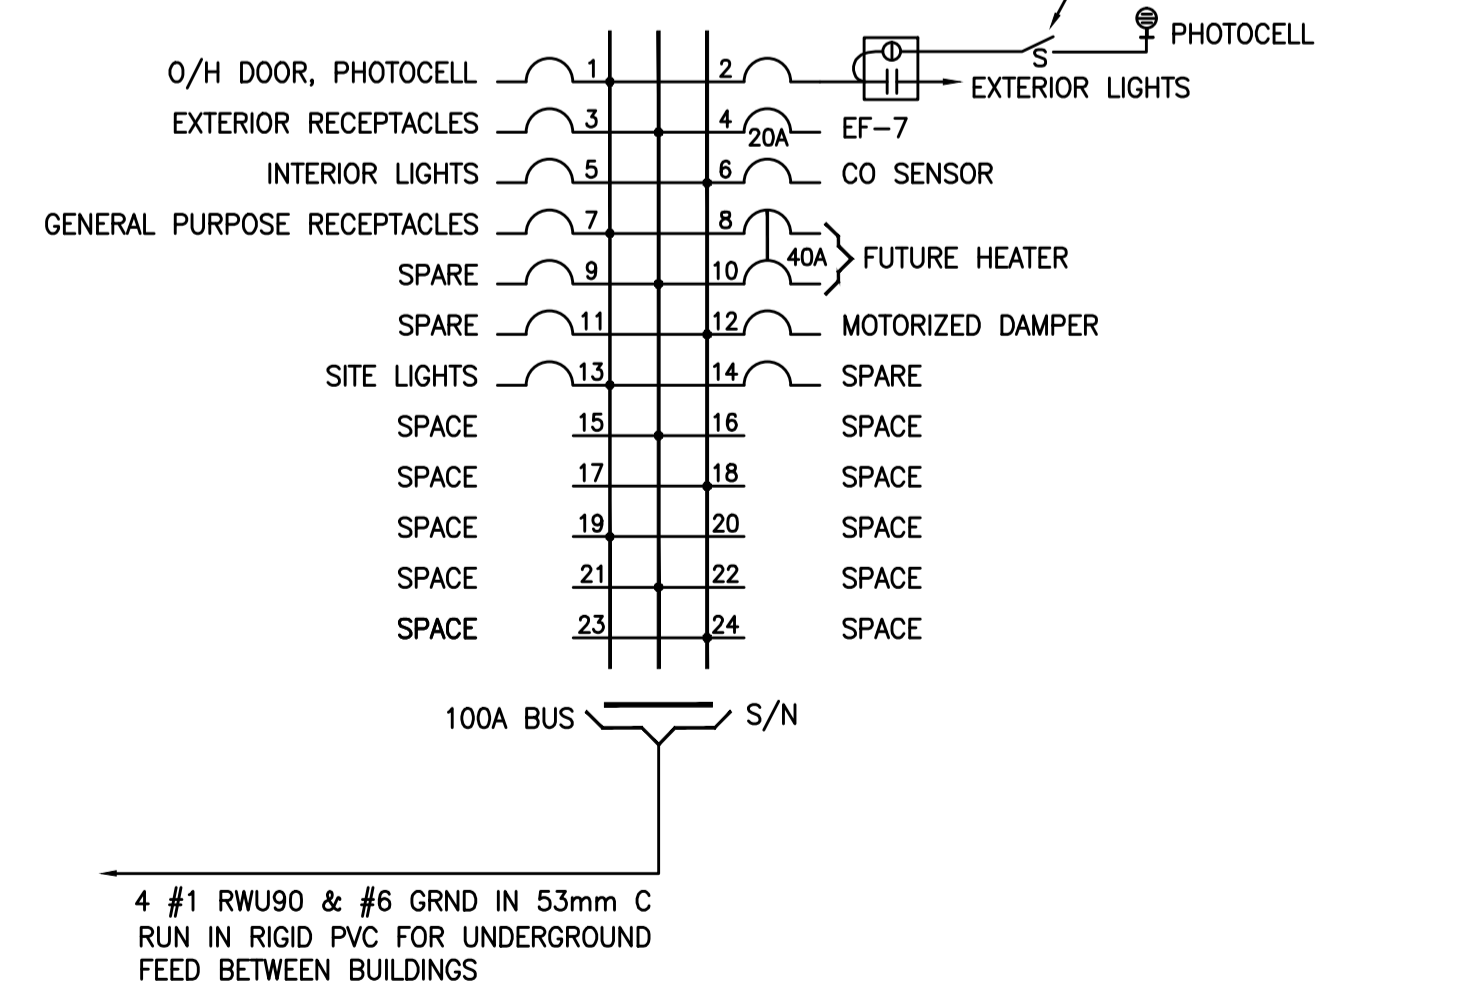 PHOTOCELL
S
O/H DOOR, PHOTOCELL 1 2 EXTERIOR LIGHTS
EXTERIOR RECEPTACLES 3 4 20A EF-7
INTERIOR LIGHTS 5 6 CO SENSOR
GENERAL PURPOSE RECEPTACLES 7 8
40A FUTURE HEATER
SPARE 9 10
SPARE 11 12 MOTORIZED DAMPER
SITE LIGHTS 13 14 SPARE
SPACE 15 16 SPACE
SPACE 17 18 SPACE
SPACE 19 20 SPACE
SPACE 21 22 SPACE
SPACE 23 24 SPACE
100A BUS S/N
4 #1 RWU90 & #6 GRND IN 53mm C
RUN IN RIGID PVC FOR UNDERGROUND
FEED BETWEEN BUILDINGS